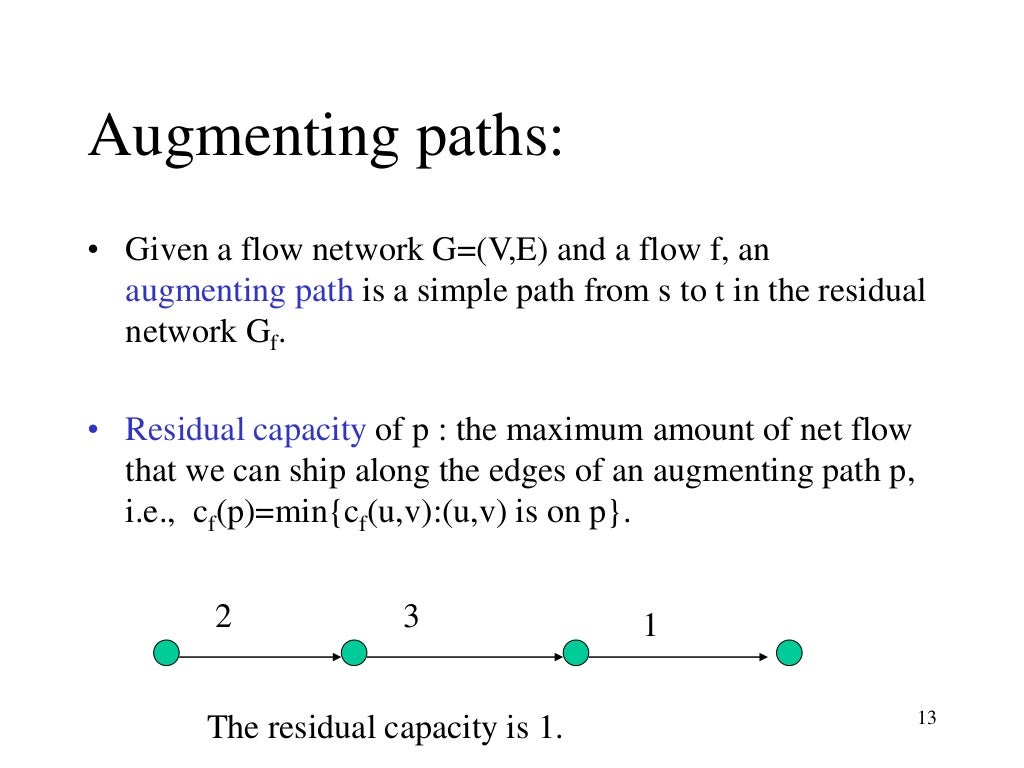 Augmenting paths:
• Given a flow network G=(V,E) and a flow f, an
augmenting path is a simple path from s to t in the residual
network Gf.
• Residual capacity of p : the maximum amount of net flow
that we can ship along the edges of an augmenting path p,
i.e., cf(p)=min{cf(u,v):(u,v) is on p}.
2 3 1
The residual capacity is 1.
13